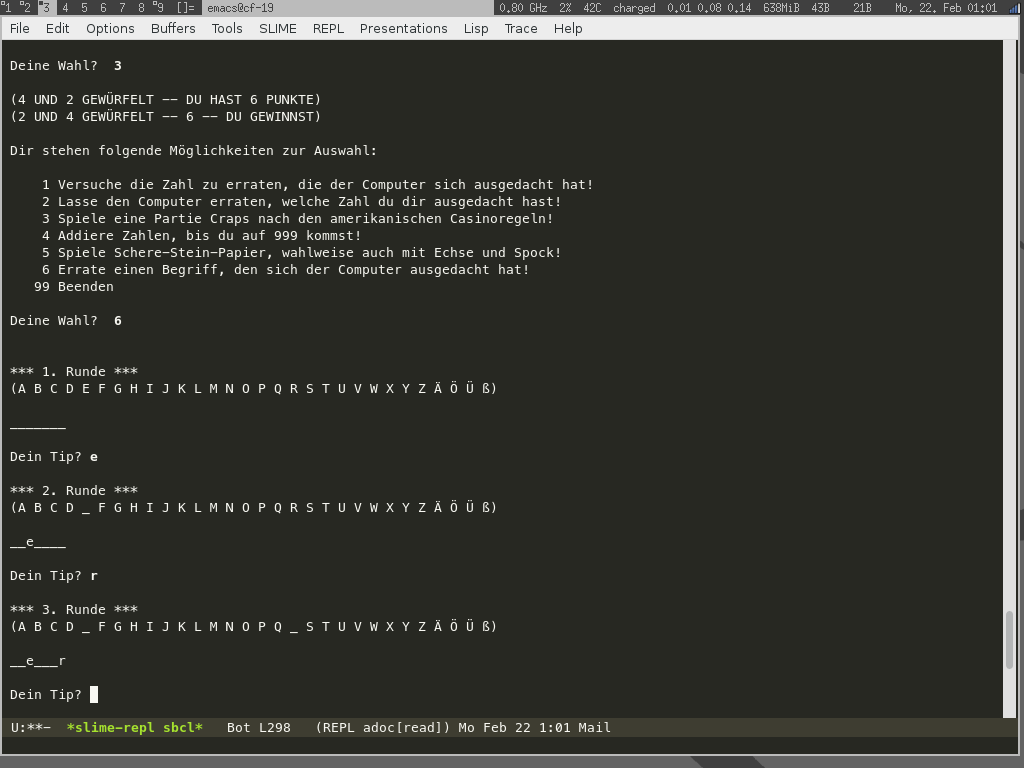 1 2 3 4 5 6 7 8 9 []= emacs@cf-19 0.80 GHz 2% 42C charged 0.01 0.08 0.14 638MiB 43B 21B Mo, 22. Feb 01:01
File Edit Options Buffers Tools SLIME REPL Presentations Lisp Trace Help
Deine Wahl? 3
(4 UND 2 GEWÜRFELT -- DU HAST 6 PUNKTE)
(2 UND 4 GEWÜRFELT -- 6 -- DU GEWINNST)
Dir stehen folgende Möglichkeiten zur Auswahl:
1 Versuche die Zahl zu erraten, die der Computer sich ausgedacht hat!
2 Lasse den Computer erraten, welche Zahl du dir ausgedacht hast!
3 Spiele eine Partie Craps nach den amerikanischen Casinoregeln!
4 Addiere Zahlen, bis du auf 999 kommst!
5 Spiele Schere-Stein-Papier, wahlweise auch mit Echse und Spock!
6 Errate einen Begriff, den sich der Computer ausgedacht hat!
99 Beenden
Deine Wahl? 6
*** 1. Runde ***
(A B C D E F G H I J K L M N O P Q R S T U V W X Y Z Ä Ö Ü ß)
_______
Dein Tip? e
*** 2. Runde ***
(A B C D _ F G H I J K L M N O P Q R S T U V W X Y Z Ä Ö Ü ß)
__e____
Dein Tip? r
*** 3. Runde ***
(A B C D _ F G H I J K L M N O P Q _ S T U V W X Y Z Ä Ö Ü ß)
__e___r
Dein Tip?
U:**- *slime-repl sbcl* Bot L298 (REPL adoc[read]) Mo Feb 22 1:01 Mail